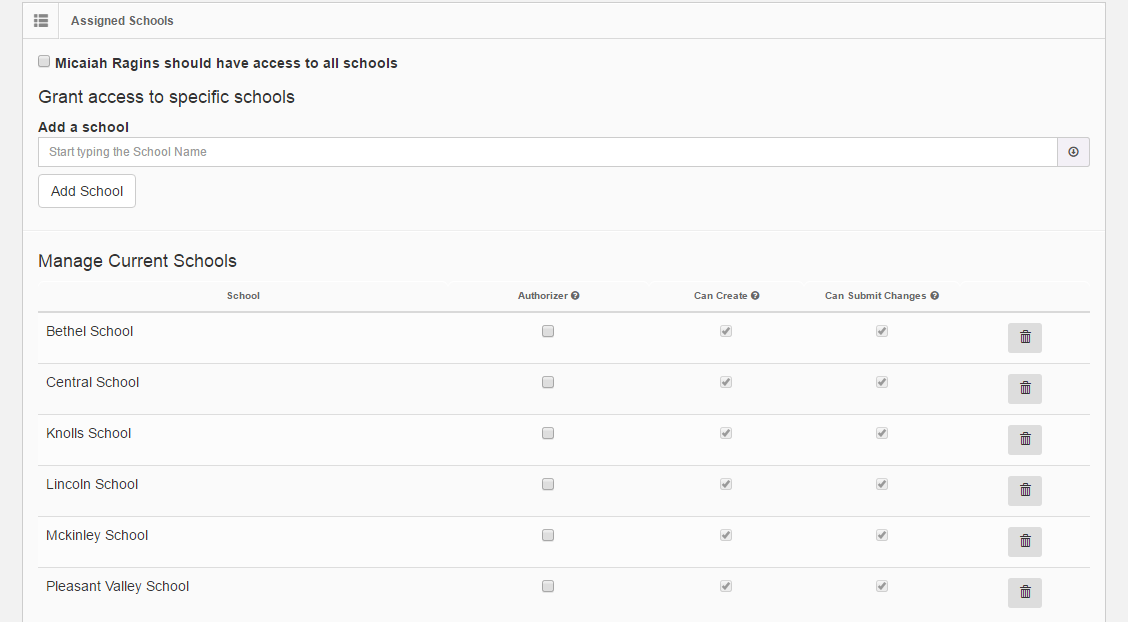 Assigned Schools
Micaiah Ragins should have access to all schools
Grant access to specific schools
Add a school
Start typing the School Name
Add School
Manage Current Schools
School Authorizer Can Create Can Submit Changes
Bethel School
Central School
Knolls School
Lincoln School
Mckinley School
Pleasant Valley School